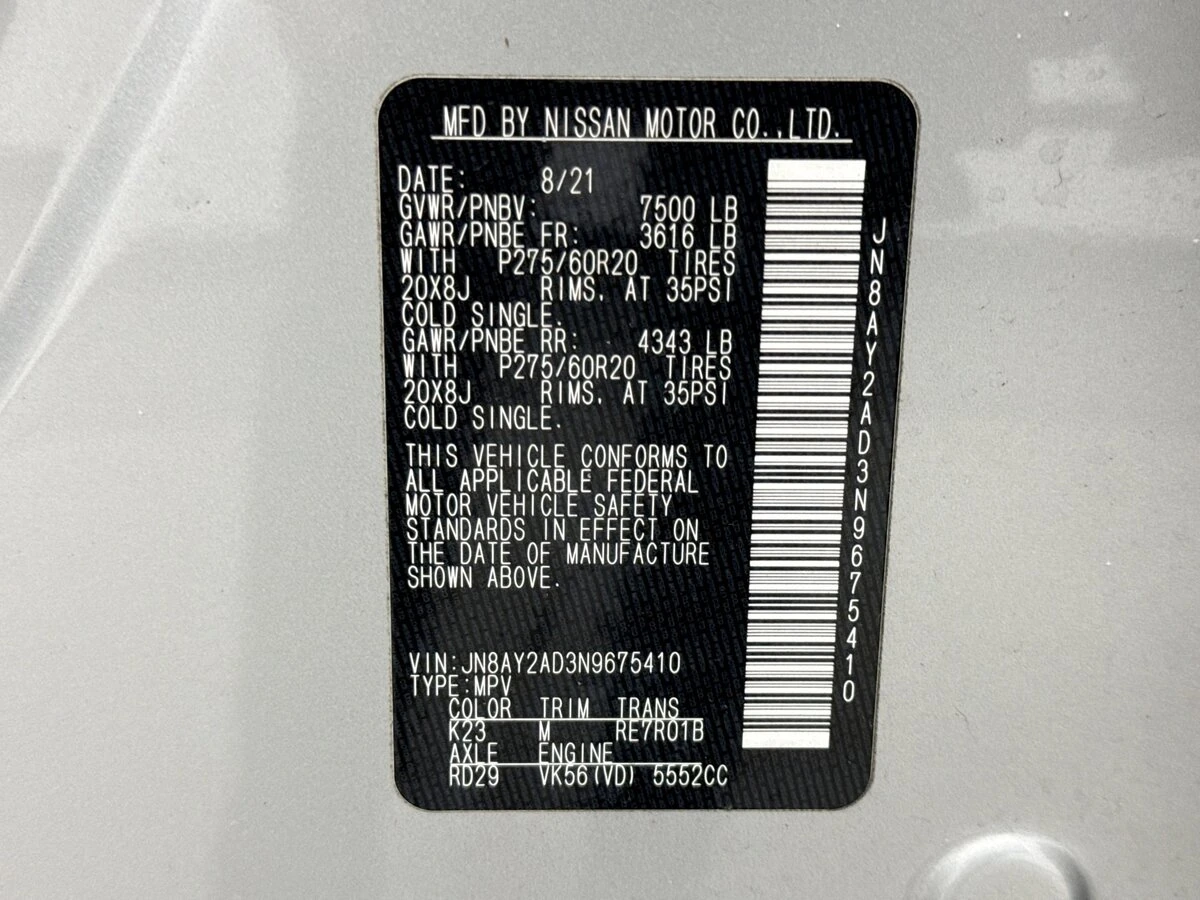 MFD BY NISSAN MOTOR CO.,LTD.
DATE: 8/21
GVWR/PNBV: 7500 LB
GAWR/PNBE FR: 3616 LB
WITH P275/60R20 TIRES
20X8J RIMS. AT 35PSI
COLD SINGLE.
GAWR/PNBE RR: 4343 LB
WITH P275/60R20 TIRES
20X8J RIMS. AT 35PSI
COLD SINGLE.
THIS VEHICLE CONFORMS TO
ALL APPLICABLE FEDERAL
MOTOR VEHICLE SAFETY
STANDARDS IN EFFECT ON
THE DATE OF MANUFACTURE
SHOWN ABOVE.
VIN:JN8AY2AD3N9675410
TYPE:MPV
COLOR TRIM TRANS
K23 M RE7R01B
AXLE ENGINE
RD29 VK56(VD) 5552CC
JN8AY2AD3N9675410